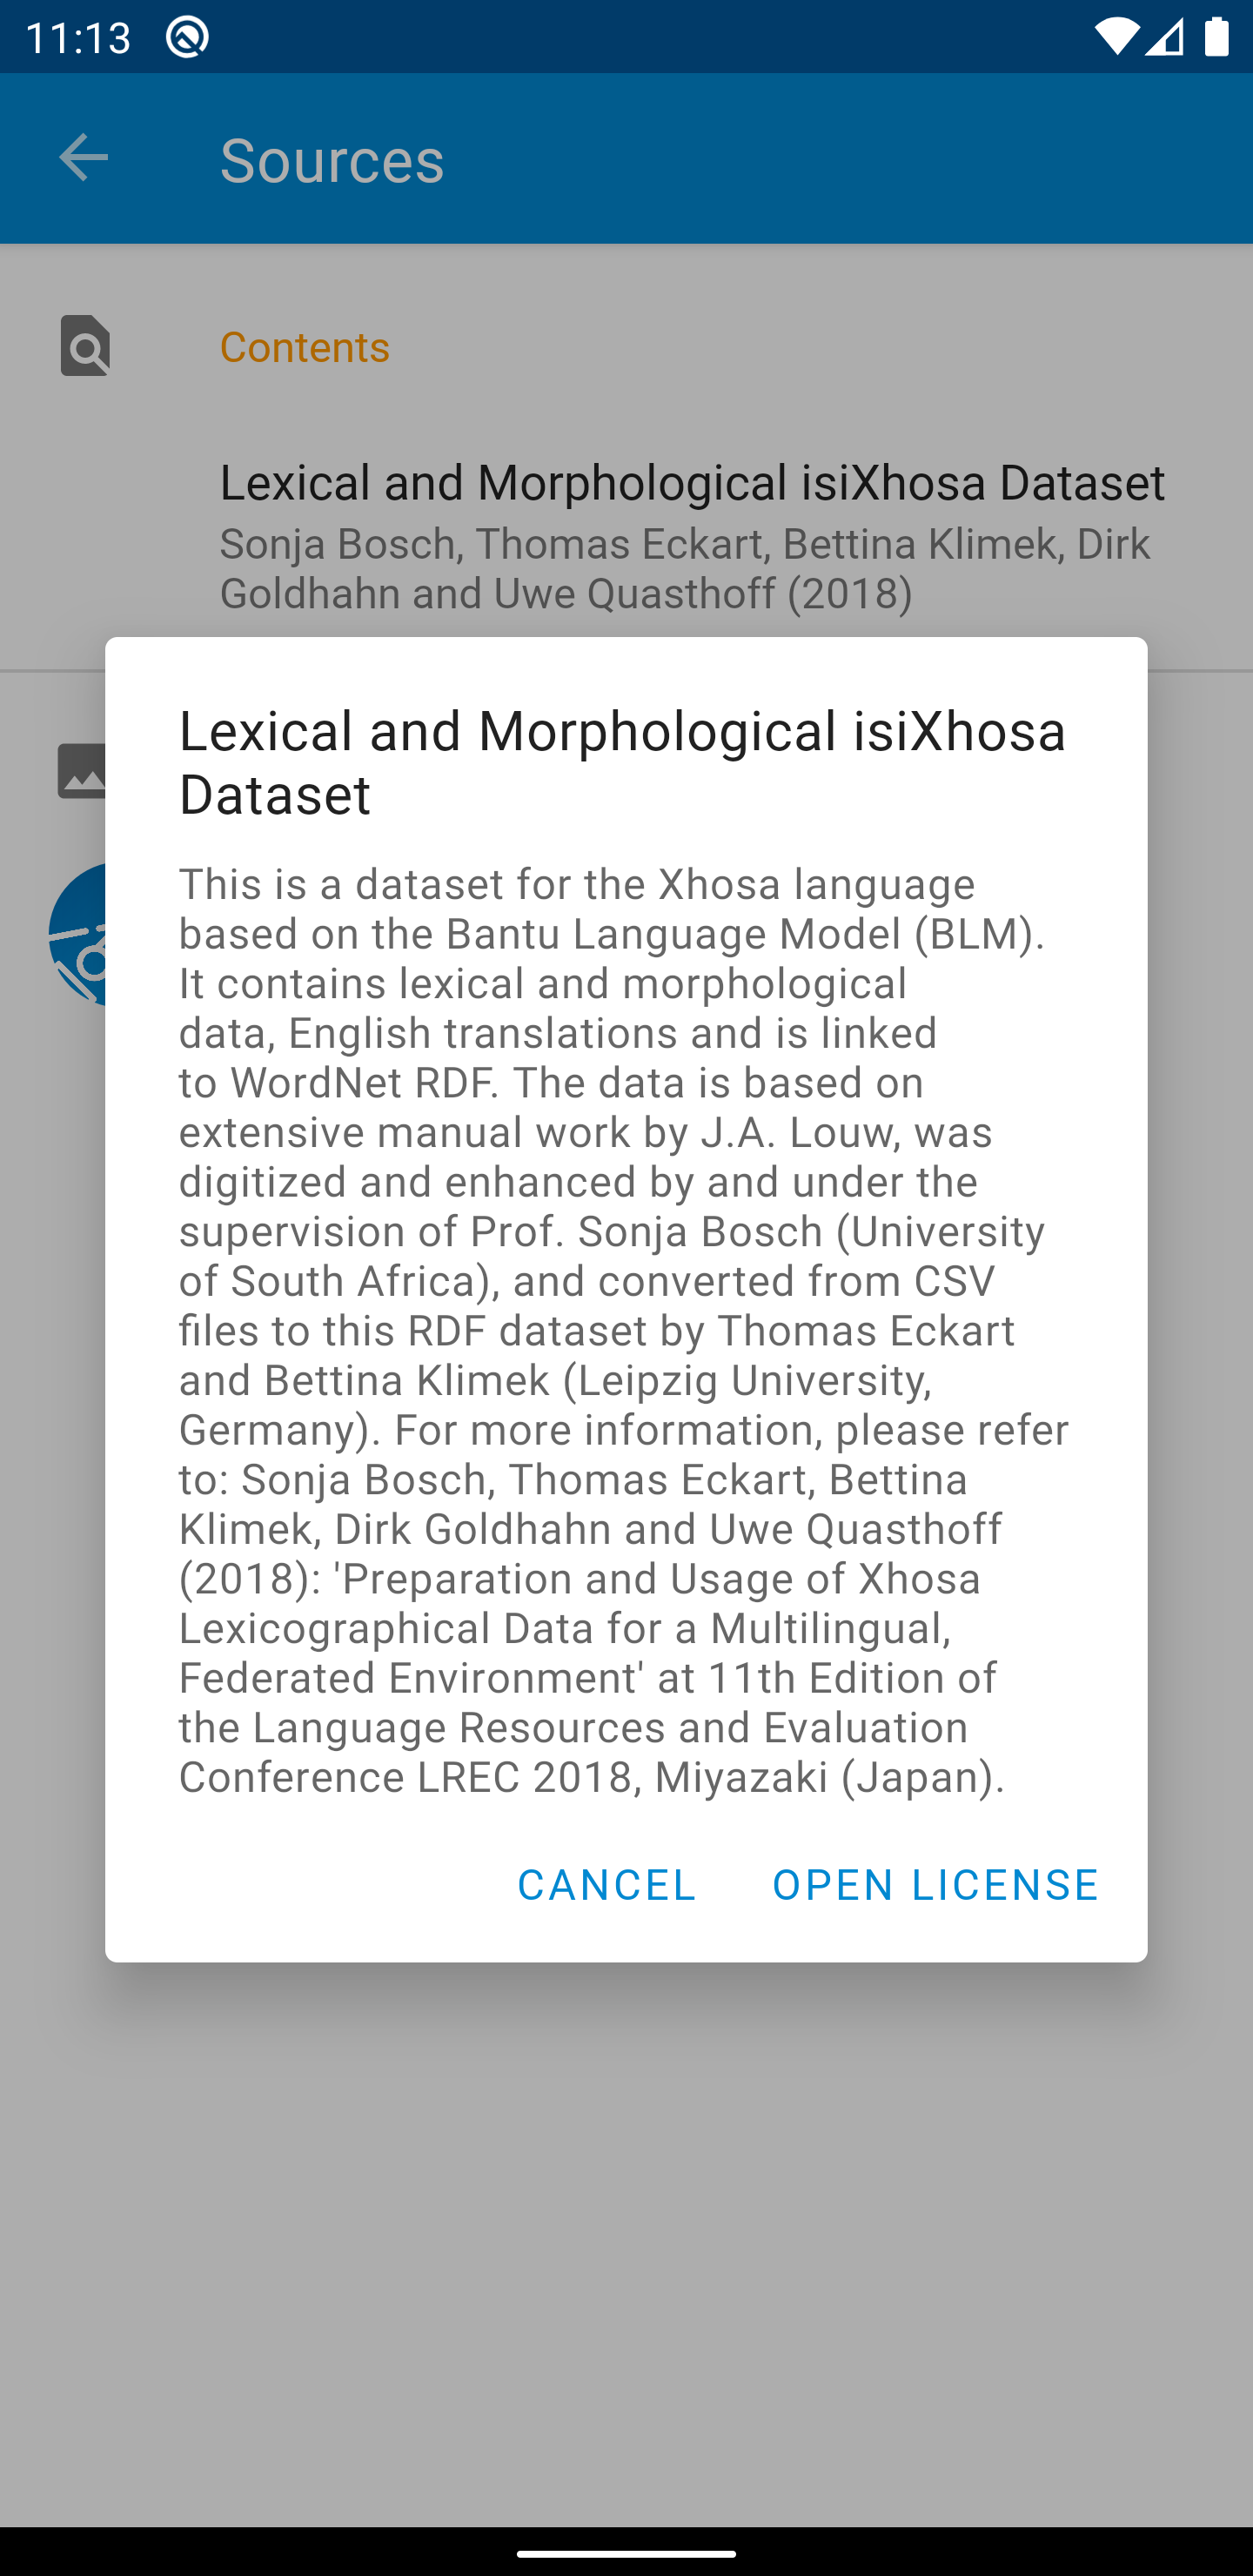 11:13
Sources
Contents
Lexical and Morphological isiXhosa Dataset
Sonja Bosch, Thomas Eckart, Bettina Klimek, Dirk
Goldhahn and Uwe Quasthoff (2018)
Lexical and Morphological isiXhosa
Dataset
This is a dataset for the Xhosa language
based on the Bantu Language Model (BLM).
It contains lexical and morphological
data, English translations and is linked
to WordNet RDF. The data is based on
extensive manual work by J.A. Louw, was
digitized and enhanced by and under the
supervision of Prof. Sonja Bosch (University
of South Africa), and converted from CSV
files to this RDF dataset by Thomas Eckart
and Bettina Klimek (Leipzig University,
Germany). For more information, please refer
to: Sonja Bosch, Thomas Eckart, Bettina
Klimek, Dirk Goldhahn and Uwe Quasthoff
(2018): 'Preparation and Usage of Xhosa
Lexicographical Data for a Multilingual,
Federated Environment' at 11th Edition of
the Language Resources and Evaluation
Conference LREC 2018, Miyazaki (Japan).
CANCEL OPEN LICENSE